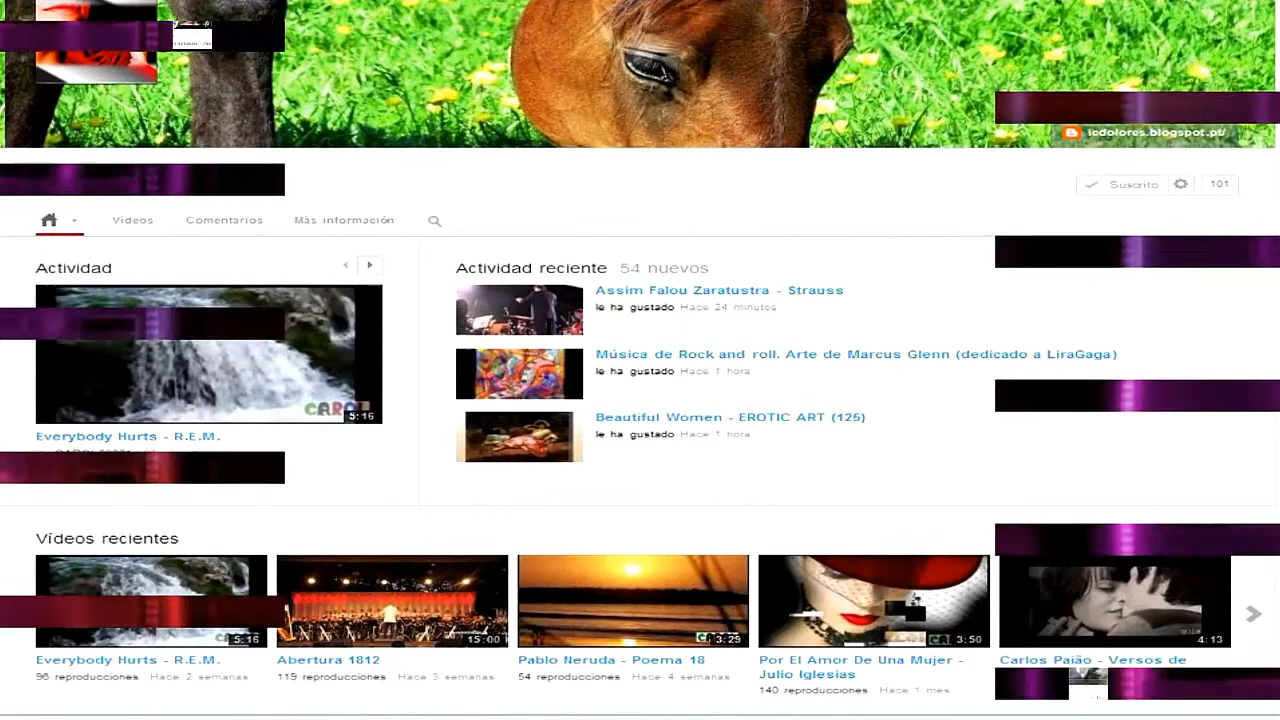 icdolores.blogspot.pt/
Suscrito 101
Vídeos Comentarios Más información
Actividad
Everybody Hurts - R.E.M.
5:16
Actividad reciente 54 nuevos
Assim Falou Zaratustra - Strauss
le ha gustado Hace 24 minutos
Música de Rock and roll. Arte de Marcus Glenn (dedicado a LiraGaga)
le ha gustado Hace 1 hora
Beautiful Women - EROTIC ART (125)
le ha gustado Hace 1 hora
Vídeos recientes
5:16
Everybody Hurts - R.E.M.
96 reproducciones Hace 2 semanas
15:00
Abertura 1812
119 reproducciones Hace 3 semanas
3:29
Pablo Neruda - Poema 18
54 reproducciones Hace 4 semanas
3:50
Por El Amor De Una Mujer -
Julio Iglesias
140 reproducciones Hace 1 mes
4:13
Carlos Paião - Versos de